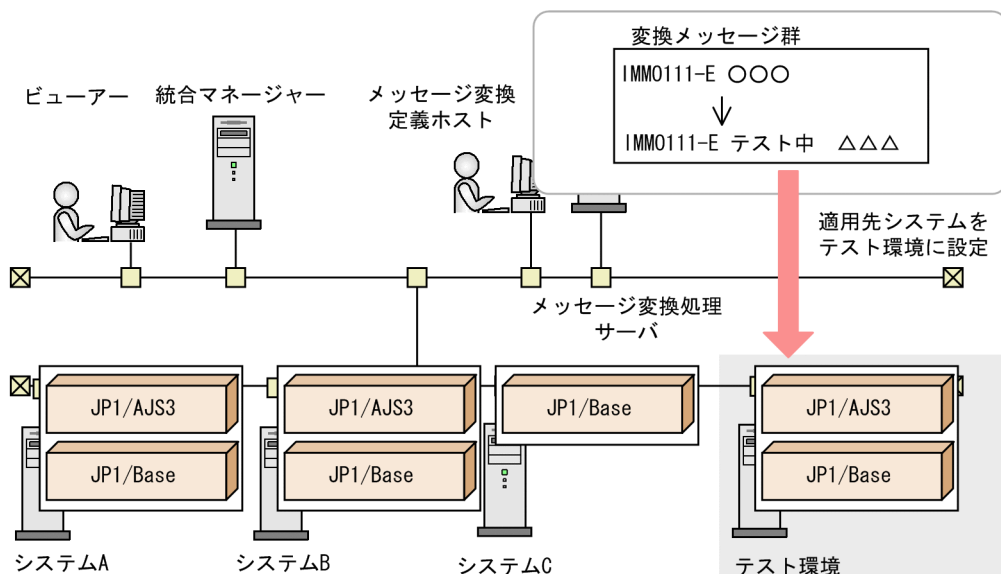 変換メッセージ群
IMM0111-E ○○○
IMM0111-E テスト中 △△△
ビューアー
統合マネージャー
メッセージ変換
定義ホスト
適用先システムを
テスト環境に設定
メッセージ変換処理
サーバ
JP1/AJS3
JP1/Base
JP1/AJS3
JP1/Base
JP1/Base
JP1/AJS3
JP1/Base
システムA
システムB
システムC
テスト環境